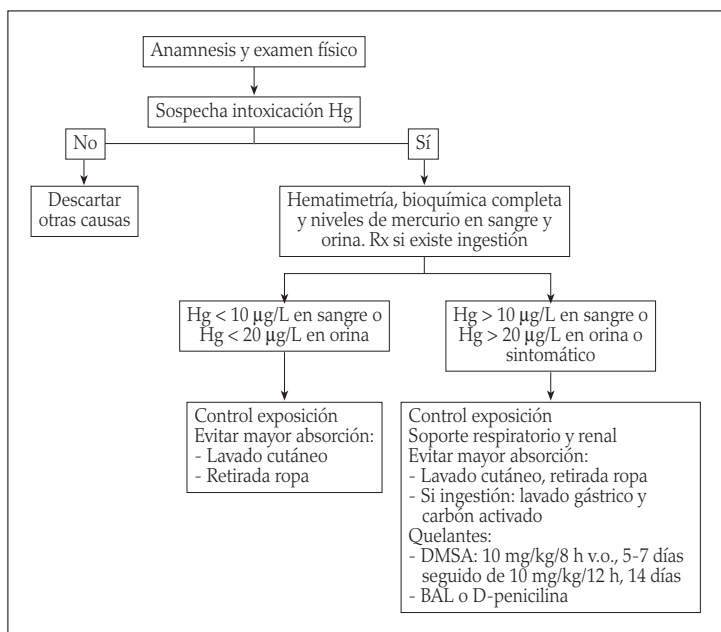 Anamnesis y examen físico
Sospecha intoxicación Hg
No
Sí
Descartar
otras causas
Hematimetría, bioquímica completa
y niveles de mercurio en sangre y
orina. Rx si existe ingestión
Hg < 10 µg/L en sangre o
Hg < 20 µg/L en orina
Hg > 10 µg/L en sangre o
Hg > 20 µg/L en orina o
sintomático
Control exposición
Evitar mayor absorción:
- Lavado cutáneo
- Retirada ropa
Control exposición
Soporte respiratorio y renal
Evitar mayor absorción:
- Lavado cutáneo, retirada ropa
- Si ingestión: lavado gástrico y
carbón activado
Quelantes:
- DMSA: 10 mg/kg/8 h v.o., 5-7 días
seguido de 10 mg/kg/12 h, 14 días
- BAL o D-penicilina